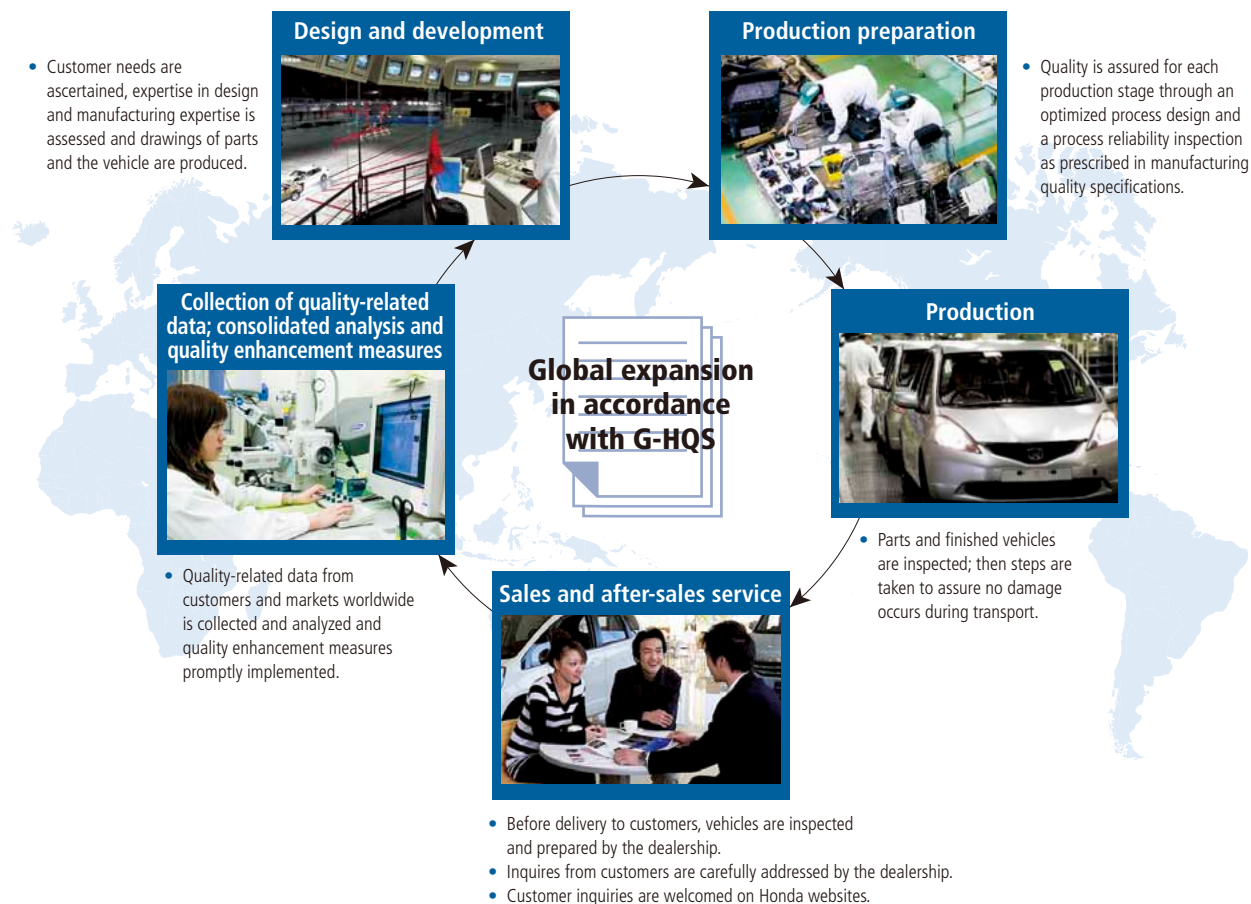 Design and development
• Customer needs are
ascertained, expertise in design
and manufacturing expertise is
assessed and drawings of parts
and the vehicle are produced.
Production preparation
• Quality is assured for each
production stage through an
optimized process design and
a process reliability inspection
as prescribed in manufacturing
quality specifications.
Collection of quality-related
data; consolidated analysis and
quality enhancement measures
Global expansion
in accordance
with G-HQS
Production
• Parts and finished vehicles
are inspected; then steps are
taken to assure no damage
occurs during transport.
• Quality-related data from
customers and markets worldwide
is collected and analyzed and
quality enhancement measures
promptly implemented.
Sales and after-sales service
• Before delivery to customers, vehicles are inspected
and prepared by the dealership.
• Inquires from customers are carefully addressed by the dealership.
• Customer inquiries are welcomed on Honda websites.